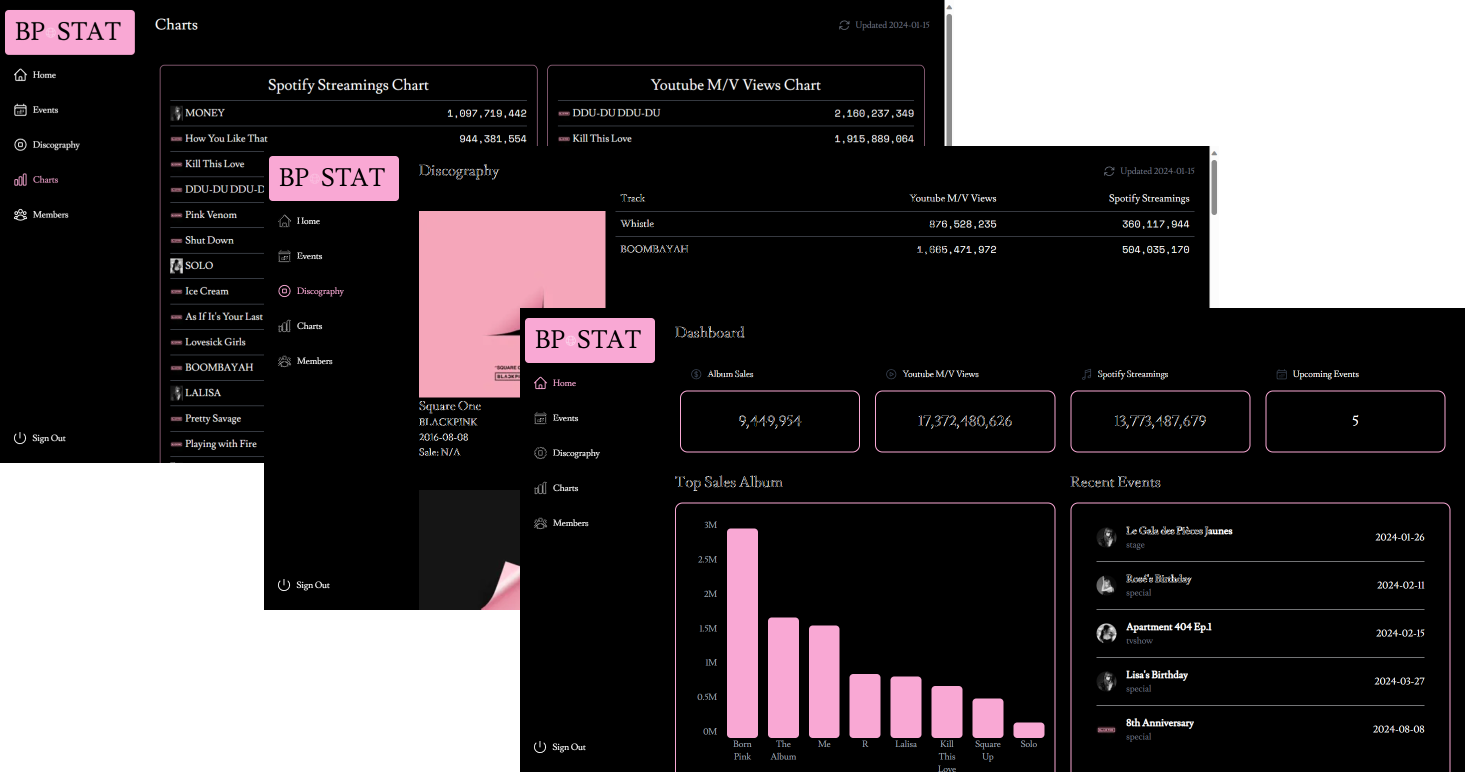 BP STAT
Home
Events
Discography
Charts
Members
Sign Out
Charts
Updated 2024-01-15
Spotify Streamings Chart
MONEY 1,097,719,442
How You Like That 944,381,554
Kill This Love
DDU-DU DDU-D
Pink Venom
Shut Down
SOLO
Ice Cream
As If It's Your Last
Lovesick Girls
BOOMBAYAH
LALISA
Pretty Savage
Playing with Fire
Youtube M/V Views Chart
DDU-DU DDU-DU 2,160,237,349
Kill This Love 1,915,889,064
BP STAT
Home
Events
Discography
Charts
Members
Sign Out
Discography
Updated 2024-01-15
"SQUARE O
BLACKPIN
Square One
BLACKPINK
2016-08-08
Sale: N/A
Track Youtube M/V Views Spotify Streamings
Whistle 876,528,235 360,117,944
BOOMBAYAH 1,665,471,972 504,035,170
BP STAT
Home
Events
Discography
Charts
Members
Sign Out
Dashboard
Album Sales
9,449,954
Youtube M/V Views
17,372,480,626
Spotify Streamings
13,773,487,679
Upcoming Events
5
Top Sales Album
3M
2.5M
2M
1.5M
1M
0.5M
0M
Born Pink
The Album
Me
R
Lalisa
Kill This Love
Square Up
Solo
Recent Events
Le Gala des Pièces Jaunes 2024-01-26
stage
Rosé's Birthday 2024-02-11
special
Apartment 404 Ep.1 2024-02-15
tvshow
Lisa's Birthday 2024-03-27
special
8th Anniversary 2024-08-08
special